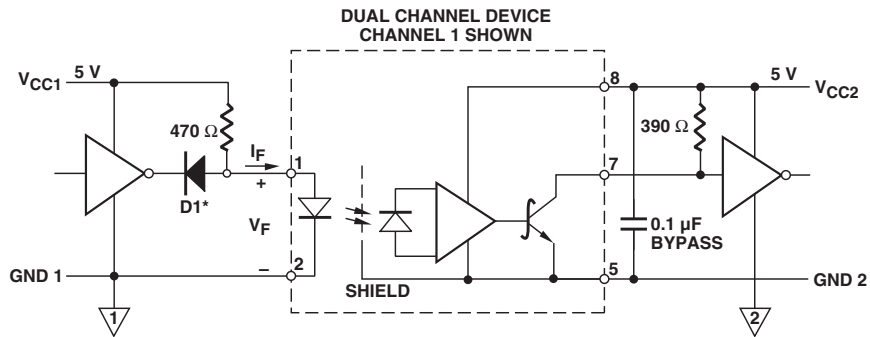 DUAL CHANNEL DEVICE
CHANNEL 1 SHOWN
VCC1
5 V
470 Ω
IF
+
1
D1*
VF
–
2
GND 1
1
SHIELD
8
7
5
5 V
VCC2
390 Ω
0.1 µF
BYPASS
GND 2
2